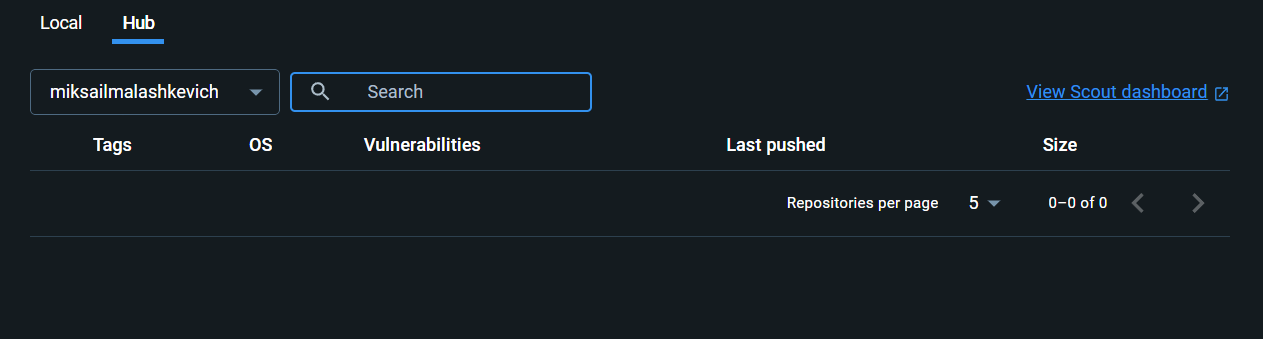 Local Hub
miksailmalashkevich Search View Scout dashboard
Tags OS Vulnerabilities Last pushed Size
Repositories per page 5 0–0 of 0